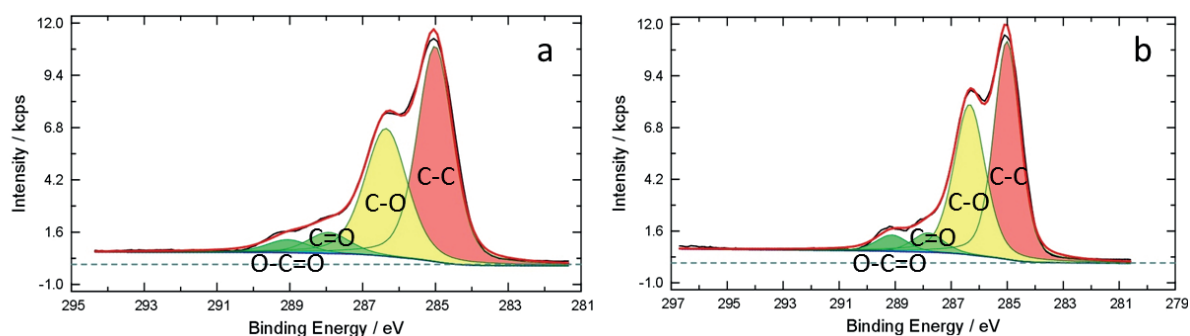 12.0
9.4
6.8
4.2
1.6
-1.0
Intensity / kcps
a
C-C
C-O
C=O
O-C=O
295
293
291
289
287
285
283
281
Binding Energy / eV
12.0
9.4
6.8
4.2
1.6
-1.0
Intensity / kcps
b
C-C
C-O
C=O
O-C=O
297
295
293
291
289
287
285
283
281
279
Binding Energy / eV